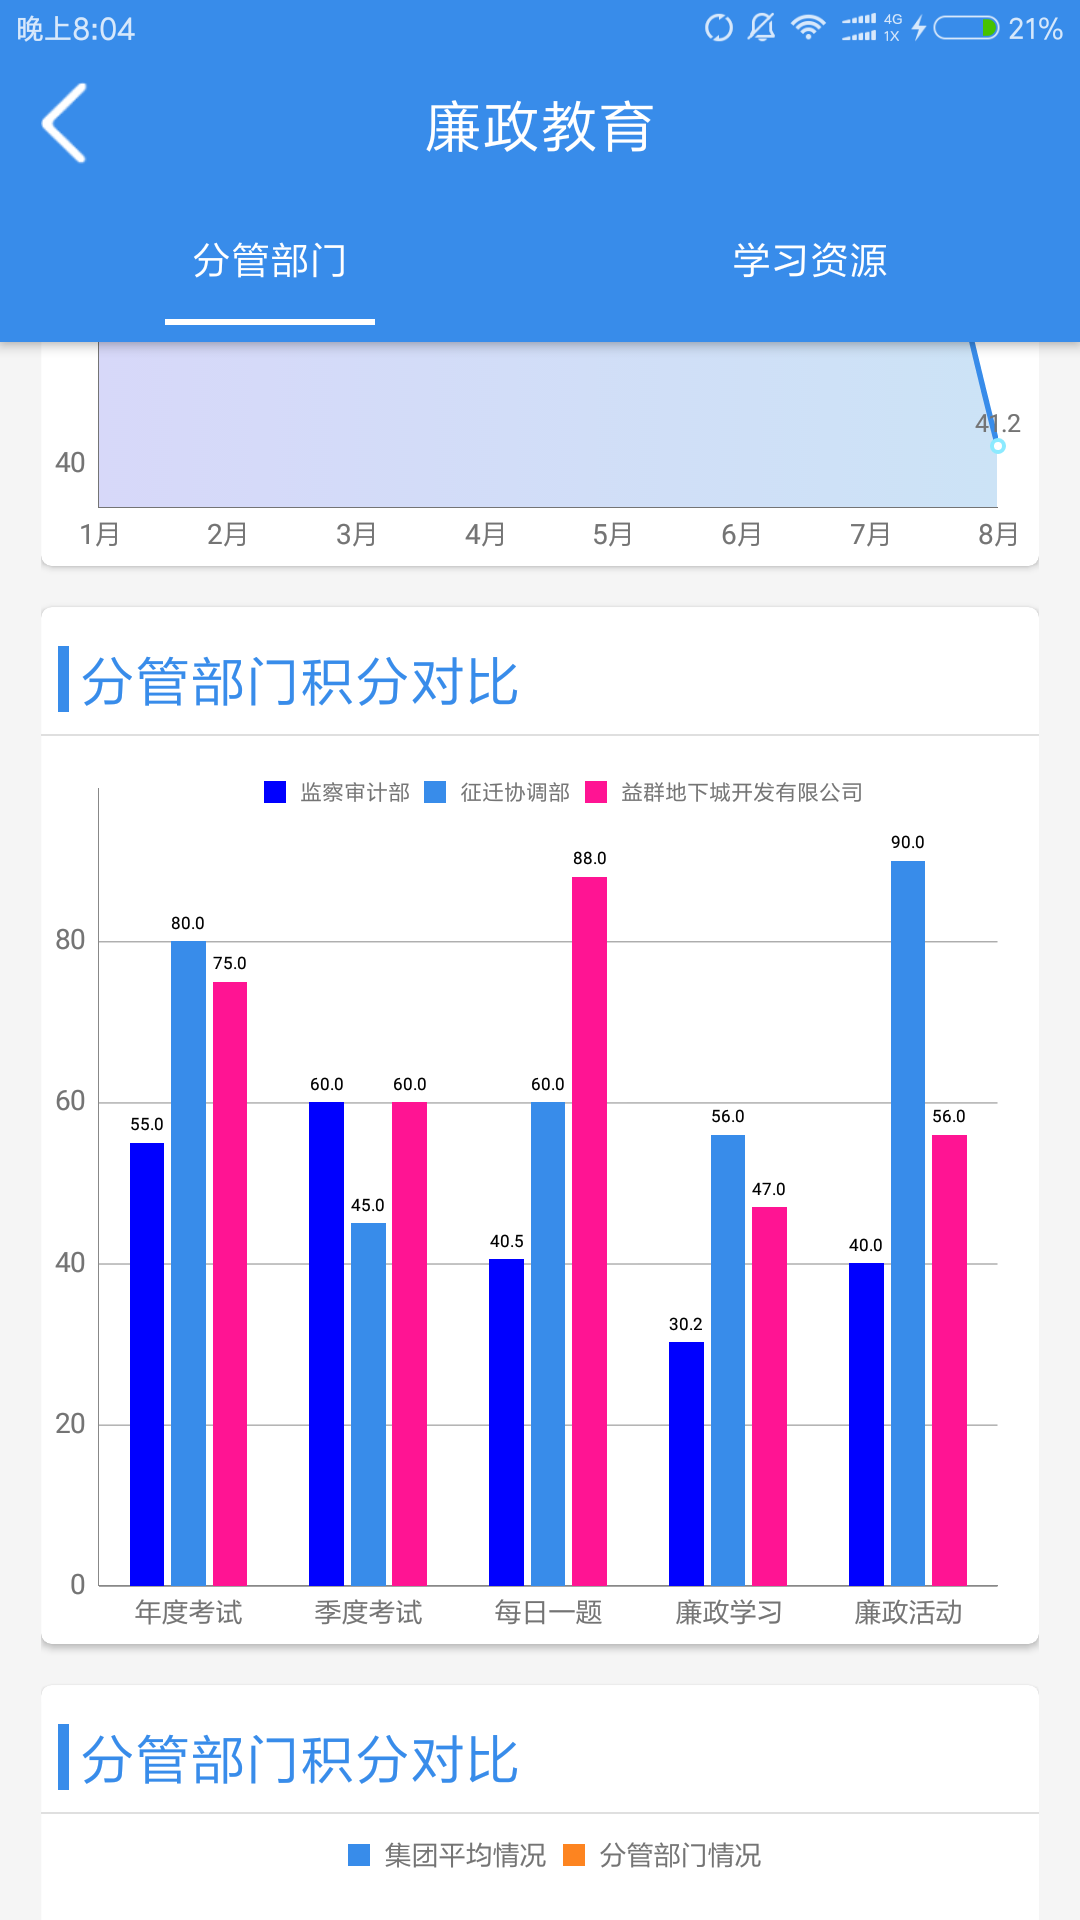 晚上8:04
4G
1X
21%
廉政教育
分管部门 学习资源
41.2
40
1月 2月 3月 4月 5月 6月 7月 8月
分管部门积分对比
监察审计部 征迁协调部 益群地下城开发有限公司
90.0
88.0
80.0
80
75.0
60.0 60.0 60.0
60
56.0 56.0
55.0
47.0
45.0
40.5
40.0
40
30.2
20
0
年度考试 季度考试 每日一题 廉政学习 廉政活动
分管部门积分对比
集团平均情况 分管部门情况